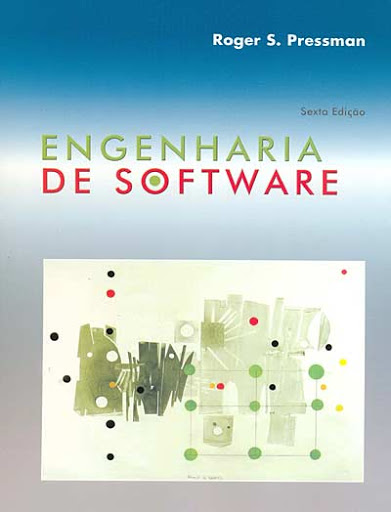 Roger S. Pressman
Sexta Edição
ENGENHARIA
DE SOFTWARE